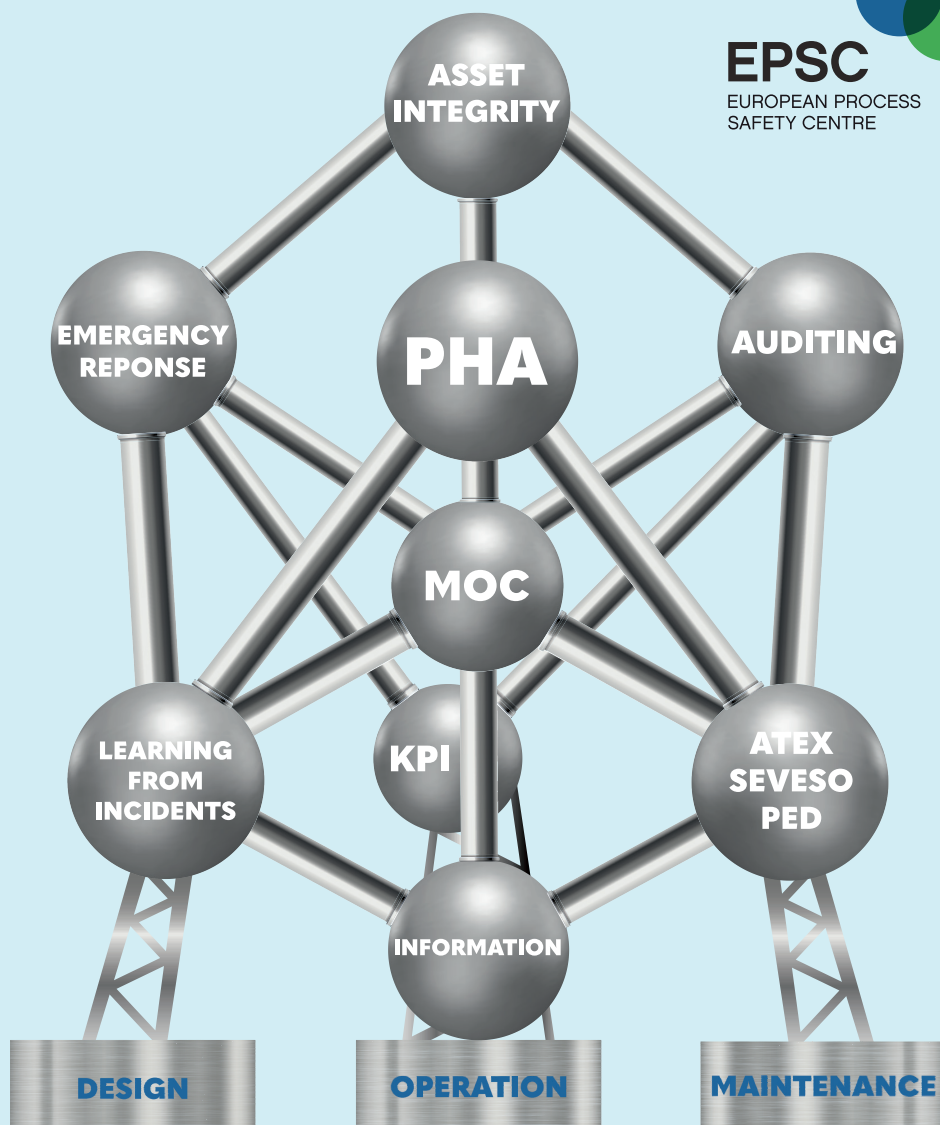 EPSC
EUROPEAN PROCESS
SAFETY CENTRE
ASSET
INTEGRITY
EMERGENCY
REPONSE
PHA
AUDITING
MOC
LEARNING
FROM
INCIDENTS
KPI
ATEX
SEVESO
PED
INFORMATION
DESIGN
OPERATION
MAINTENANCE